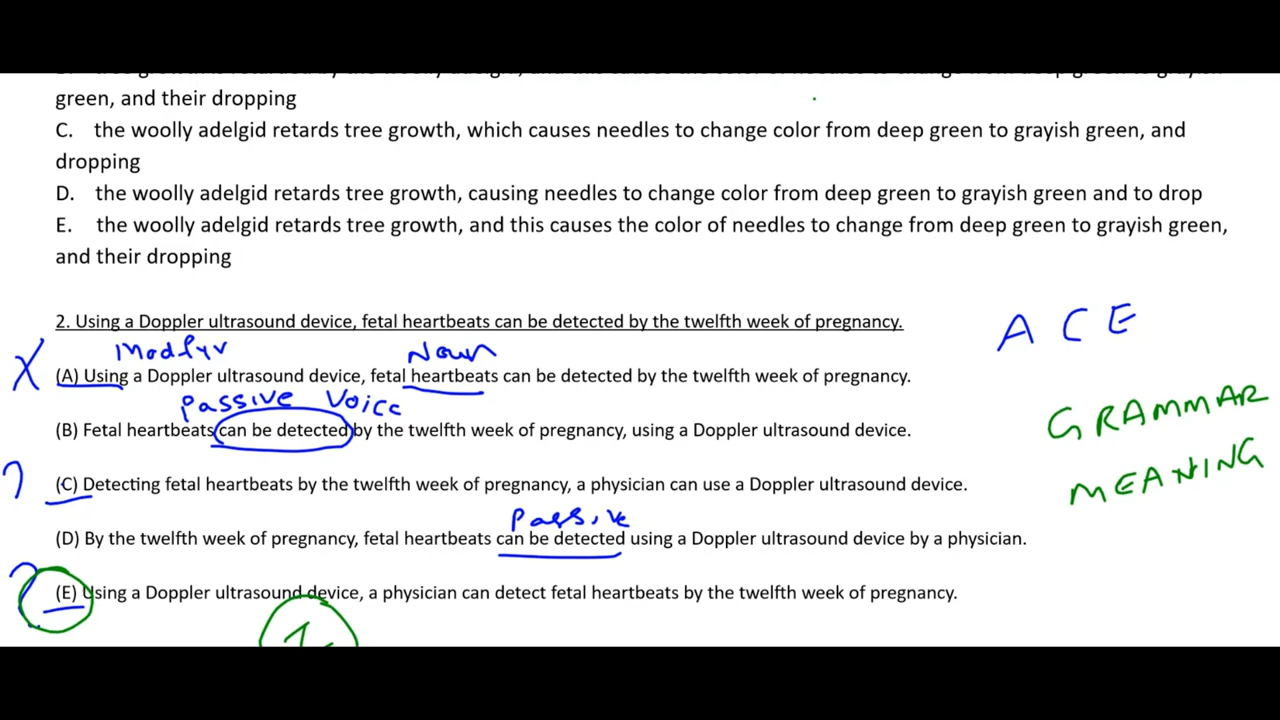 green, and their dropping
C. the woolly adelgid retards tree growth, which causes needles to change color from deep green to grayish green, and
dropping
D. the woolly adelgid retards tree growth, causing needles to change color from deep green to grayish green and to drop
E. the woolly adelgid retards tree growth, and this causes the color of needles to change from deep green to grayish green,
and their dropping
A C E
2. Using a Doppler ultrasound device, fetal heartbeats can be detected by the twelfth week of pregnancy.
Modfyr Noun
X (A) Using a Doppler ultrasound device, fetal heartbeats can be detected by the twelfth week of pregnancy.
Passive Voice
GRAMMAR
(B) Fetal heartbeats can be detected by the twelfth week of pregnancy, using a Doppler ultrasound device.
MEANING
? (C) Detecting fetal heartbeats by the twelfth week of pregnancy, a physician can use a Doppler ultrasound device.
Passive
(D) By the twelfth week of pregnancy, fetal heartbeats can be detected using a Doppler ultrasound device by a physician.
? (E) Using a Doppler ultrasound device, a physician can detect fetal heartbeats by the twelfth week of pregnancy.